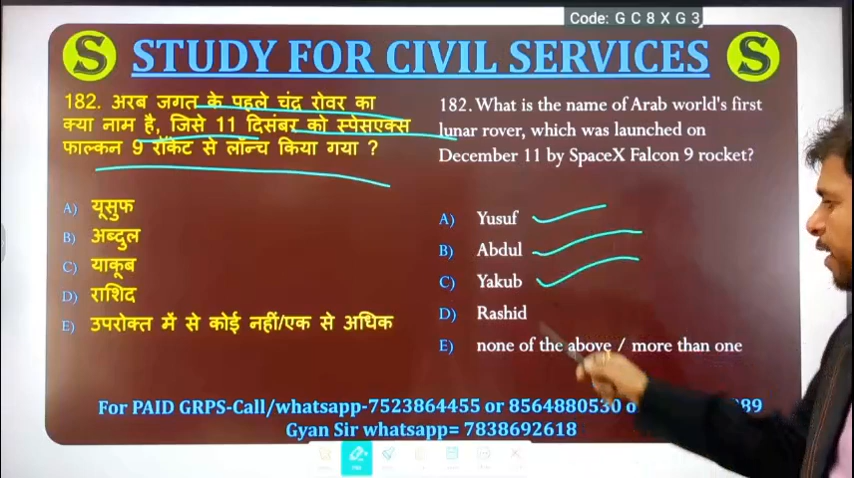 Code: G C 8 X G 3
S STUDY FOR CIVIL SERVICES S
182. अरब जगत के पहले चंद्र रोवर का
क्या नाम है, जिसे 11 दिसंबर को स्पेसएक्स
फाल्कन 9 रॉकेट से लॉन्च किया गया ?
A) यूसुफ
B) अब्दुल
C) याकूब
D) राशिद
E) उपरोक्त में से कोई नहीं/एक से अधिक
182. What is the name of Arab world's first
lunar rover, which was launched on
December 11 by SpaceX Falcon 9 rocket?
A) Yusuf
B) Abdul
C) Yakub
D) Rashid
E) none of the above / more than one
For PAID GRPS-Call/whatsapp-7523864455 or 8564880530 89
Gyan Sir whatsapp= 7838692618